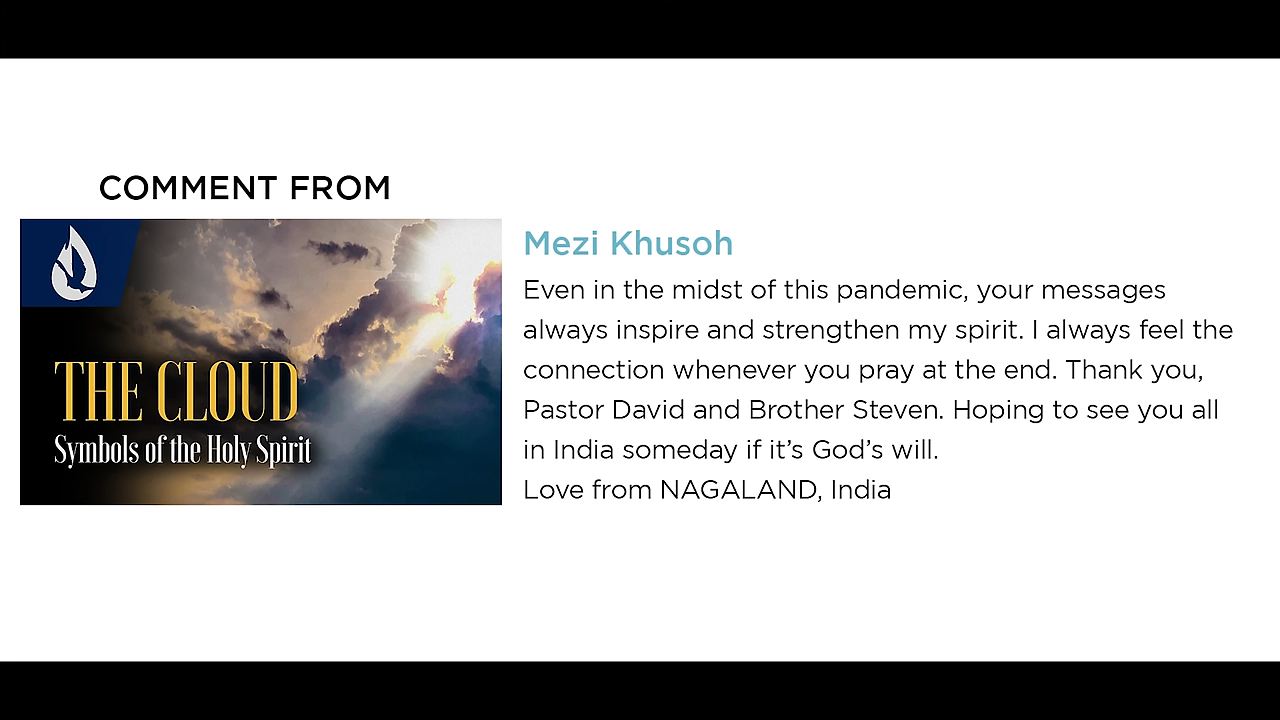 COMMENT FROM
THE CLOUD
Symbols of the Holy Spirit
Mezi Khusoh
Even in the midst of this pandemic, your messages
always inspire and strengthen my spirit. I always feel the
connection whenever you pray at the end. Thank you,
Pastor David and Brother Steven. Hoping to see you all
in India someday if it’s God’s will.
Love from NAGALAND, India